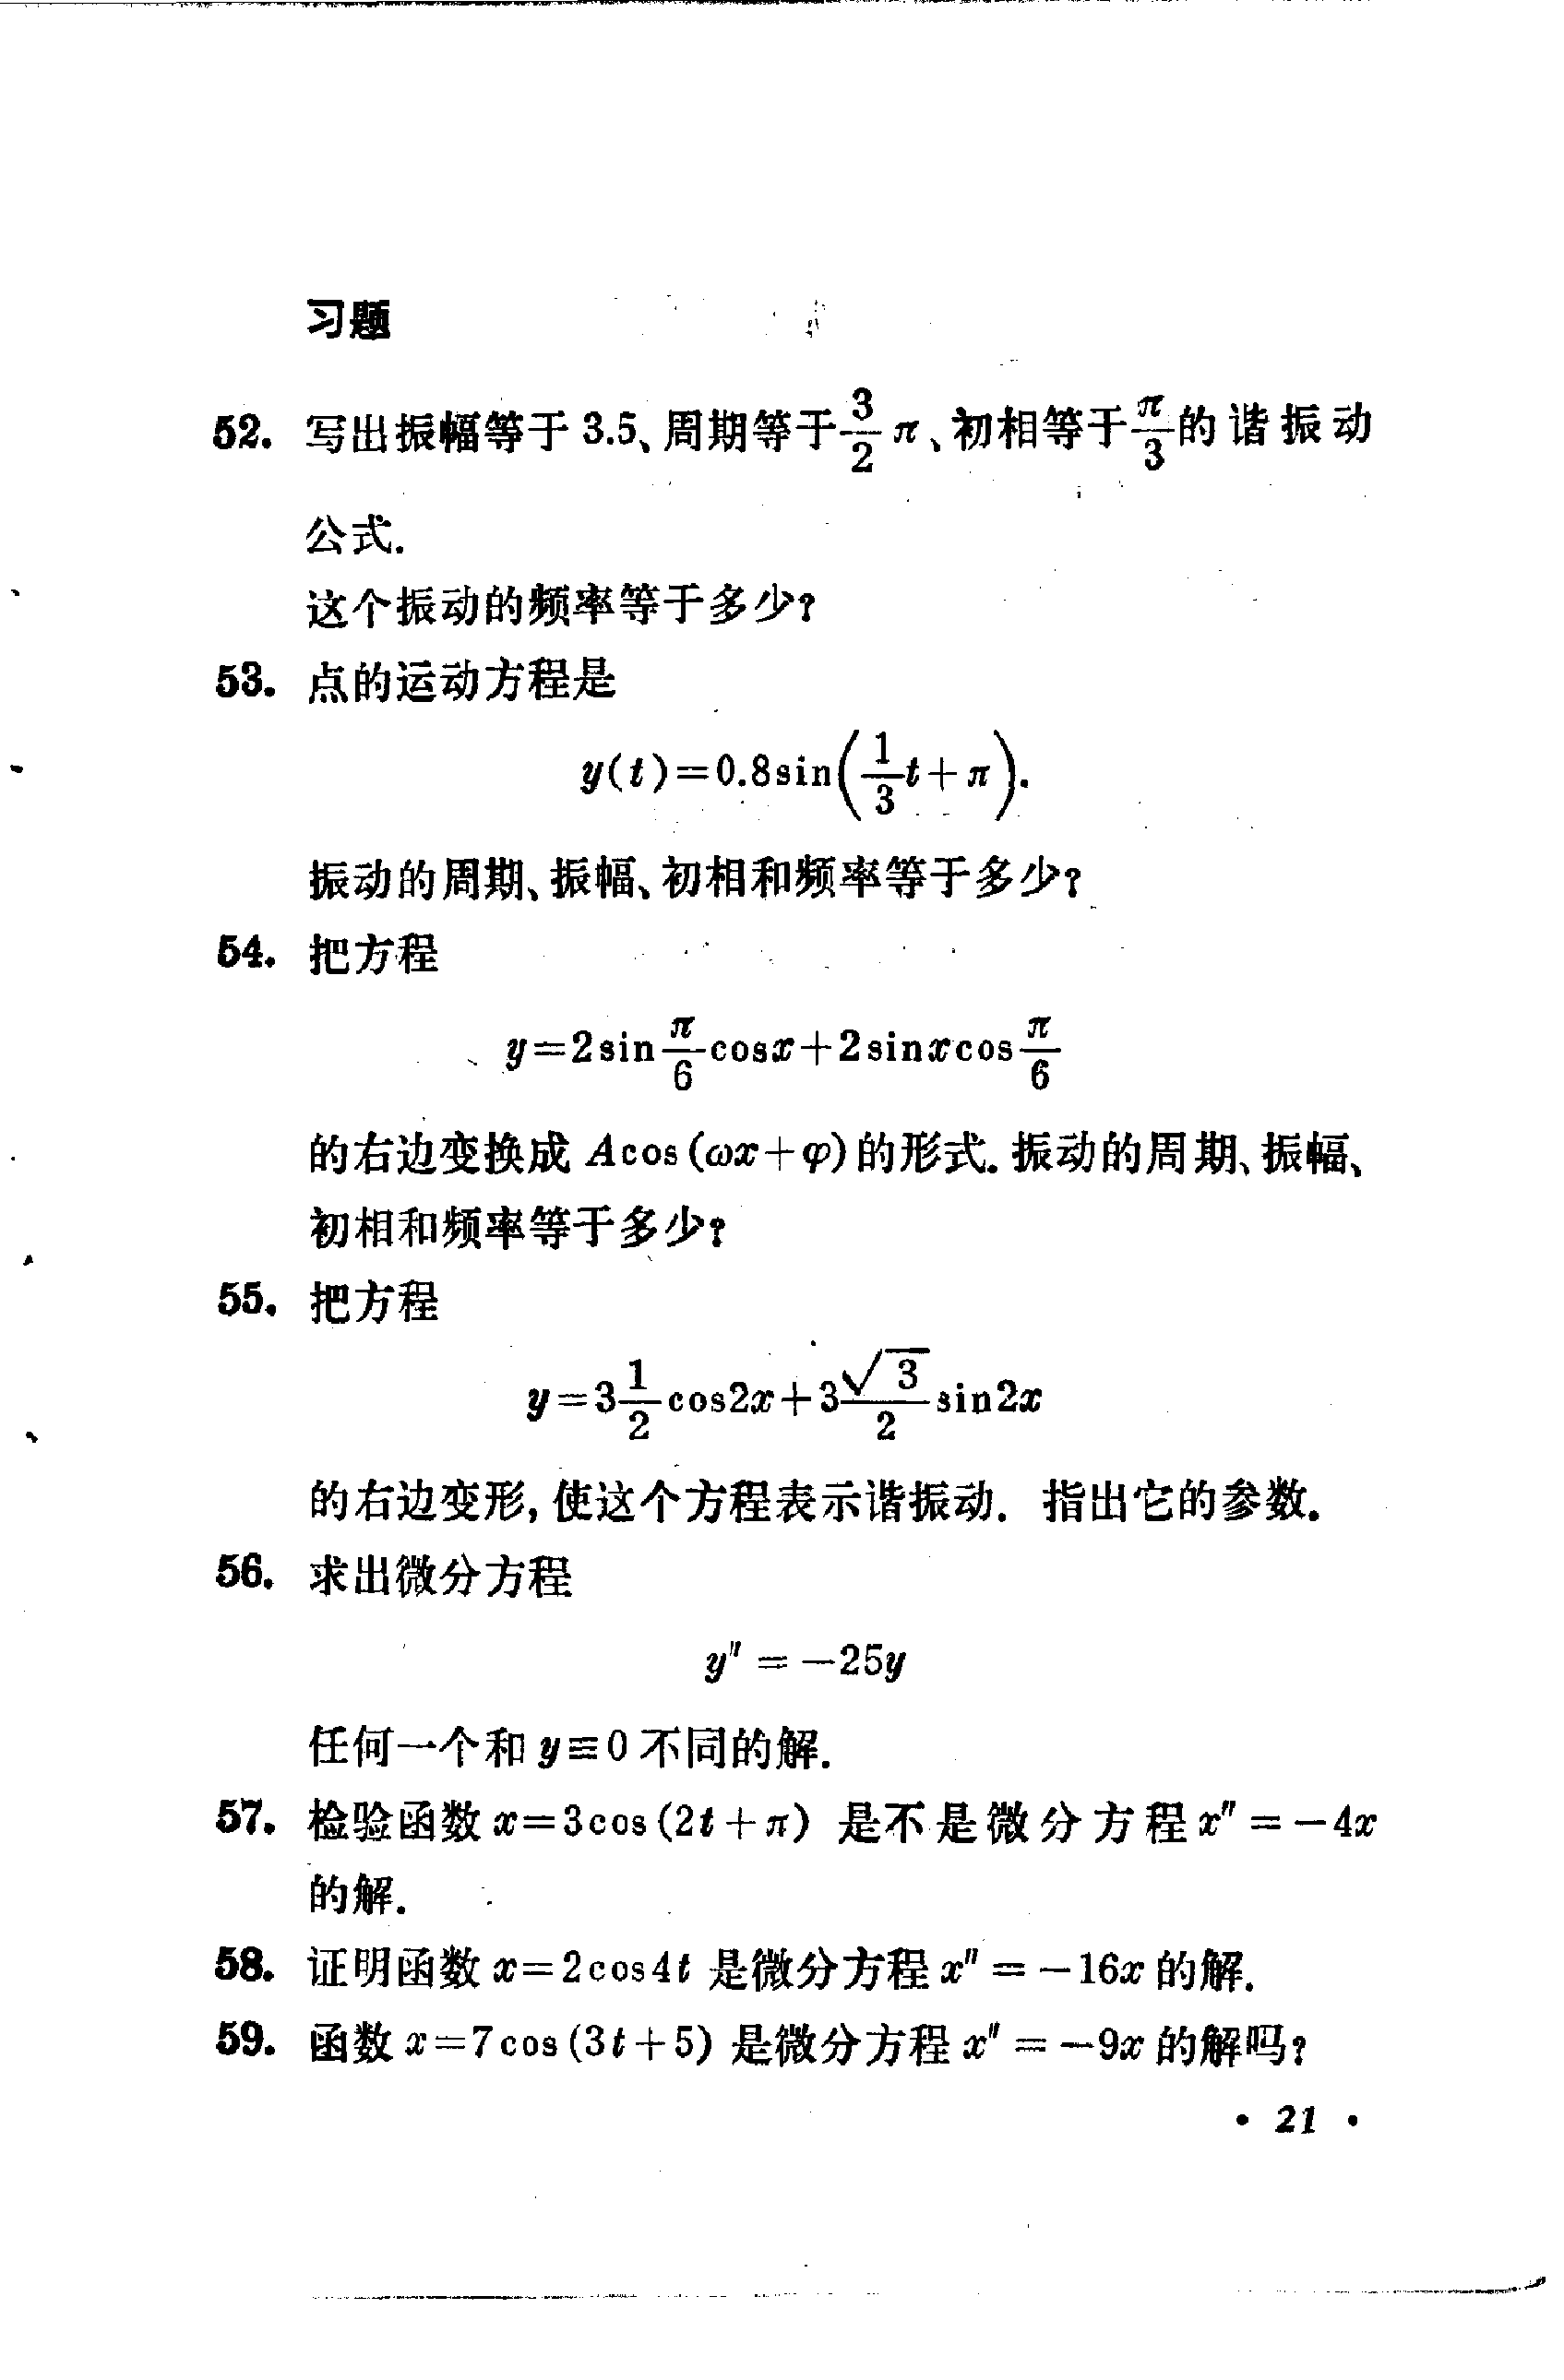 习题
52. 写出振幅等于 3.5、周期等于 $\frac{3}{2}\pi$、初相等于 $\frac{\pi}{3}$ 的谐振动
公式.
这个振动的频率等于多少?
53. 点的运动方程是
$y(t)=0.8\sin\left(\frac{1}{3}t+\pi\right).$
振动的周期、振幅、初相和频率等于多少?
54. 把方程
$y=2\sin\frac{\pi}{6}\cos x+2\sin x\cos\frac{\pi}{6}$
的右边变换成 $A\cos(\omega x+\varphi)$ 的形式. 振动的周期、振幅、
初相和频率等于多少?
55. 把方程
$y=3\frac{1}{2}\cos 2x+3\frac{\sqrt{3}}{2}\sin 2x$
的右边变形, 使这个方程表示谐振动. 指出它的参数.
56. 求出微分方程
$y''=-25y$
任何一个和 $y\equiv 0$ 不同的解.
57. 检验函数 $x=3\cos(2t+\pi)$ 是不是微分方程 $x''=-4x$
的解.
58. 证明函数 $x=2\cos 4t$ 是微分方程 $x''=-16x$ 的解.
59. 函数 $x=7\cos(3t+5)$ 是微分方程 $x''=-9x$ 的解吗?
• 21 •